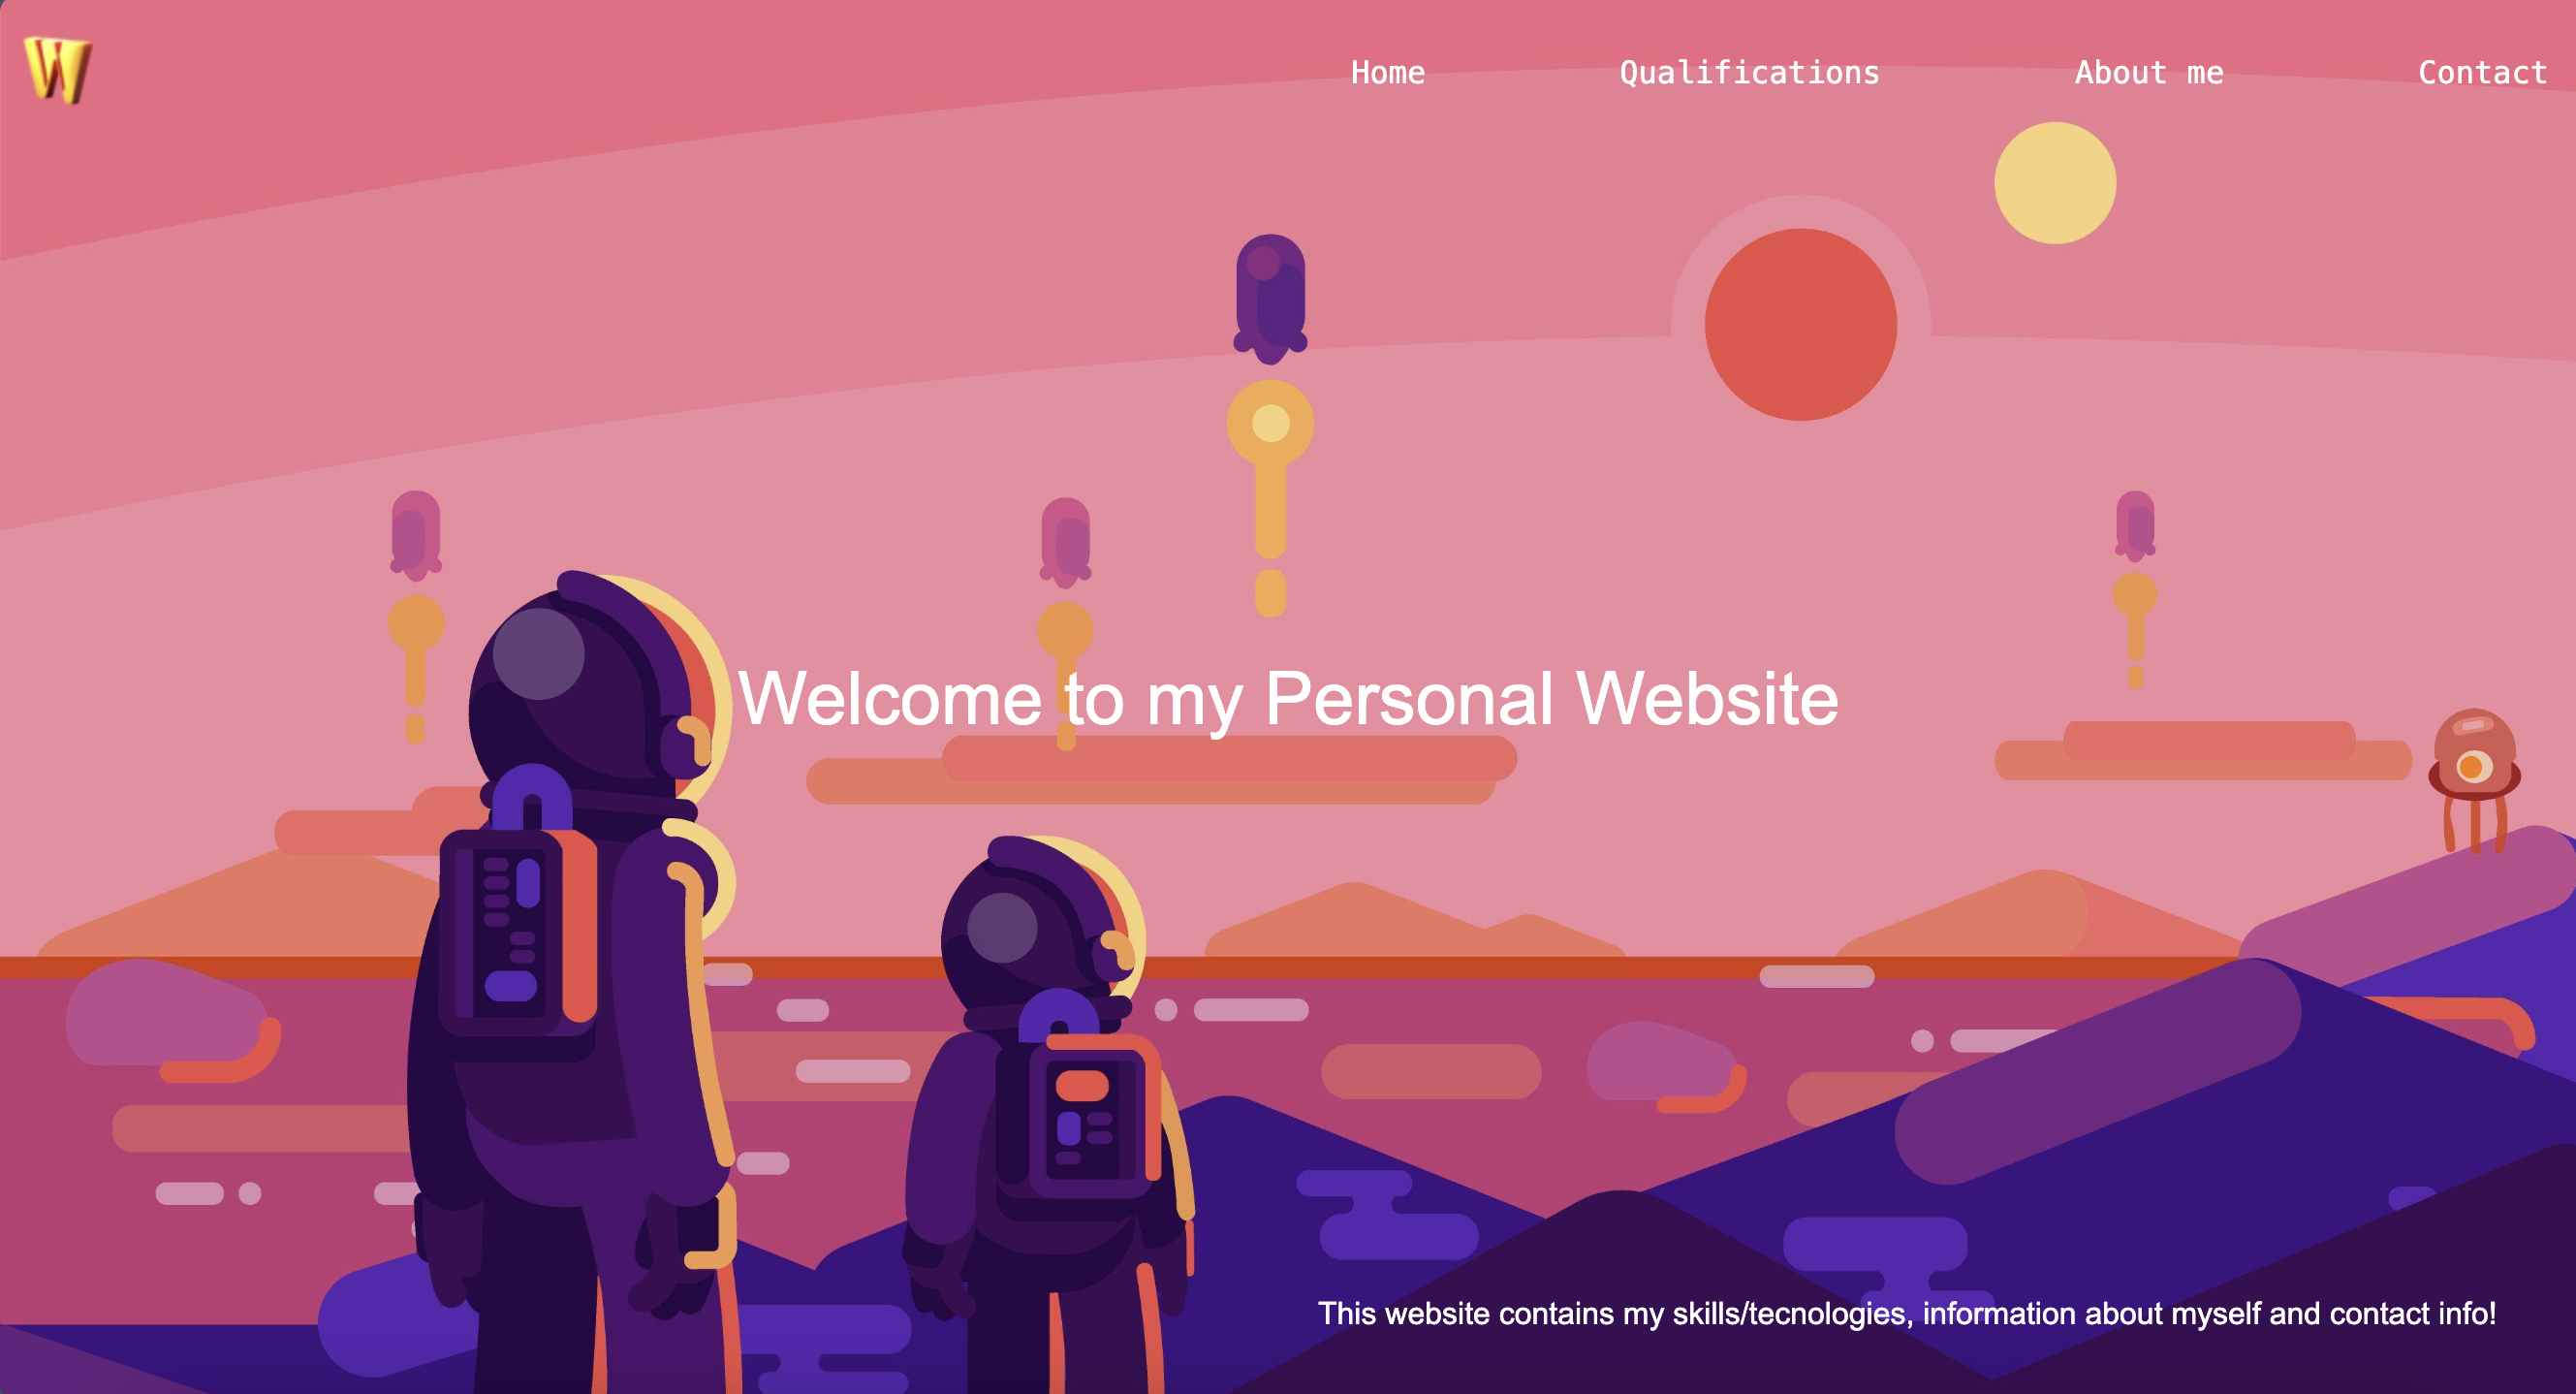 W
Home Qualifications About me Contact
Welcome to my Personal Website
This website contains my skills/tecnologies, information about myself and contact info!